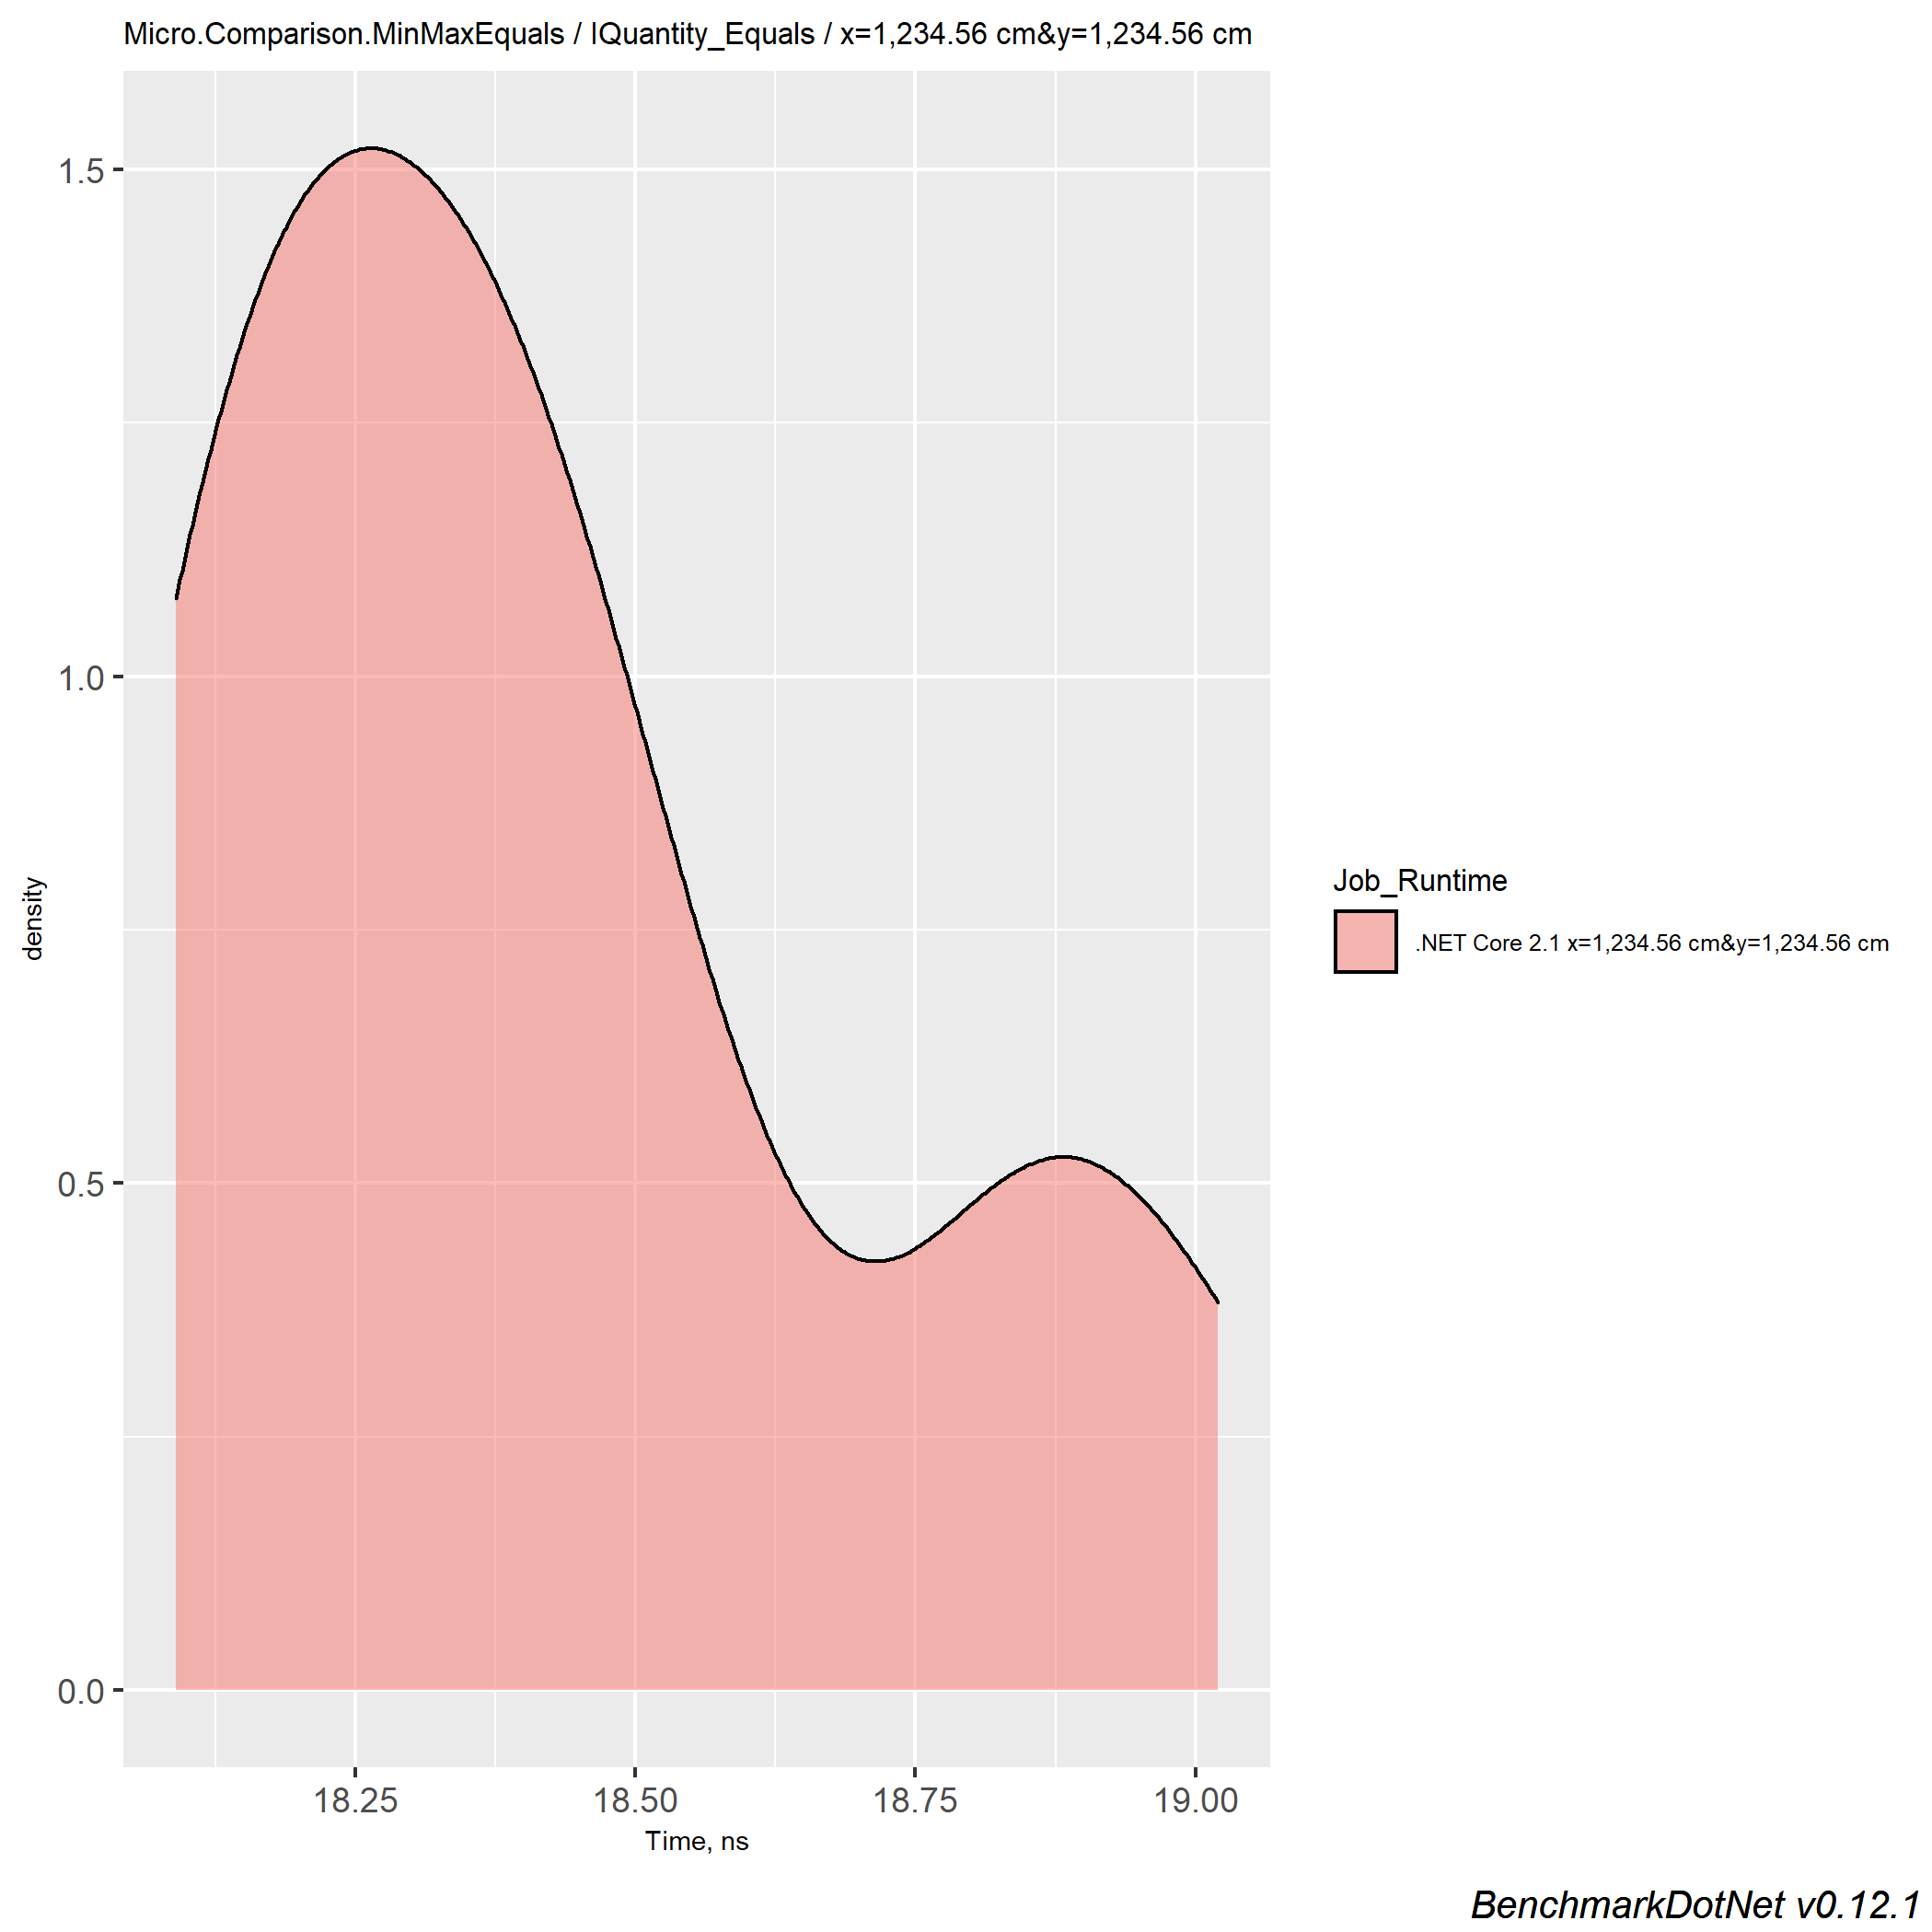 Micro.Comparison.MinMaxEquals / IQuantity_Equals / x=1,234.56 cm&y=1,234.56 cm
1.5
1.0
0.5
0.0
density
18.25 18.50 18.75 19.00
Time, ns
Job_Runtime
.NET Core 2.1 x=1,234.56 cm&y=1,234.56 cm
BenchmarkDotNet v0.12.1